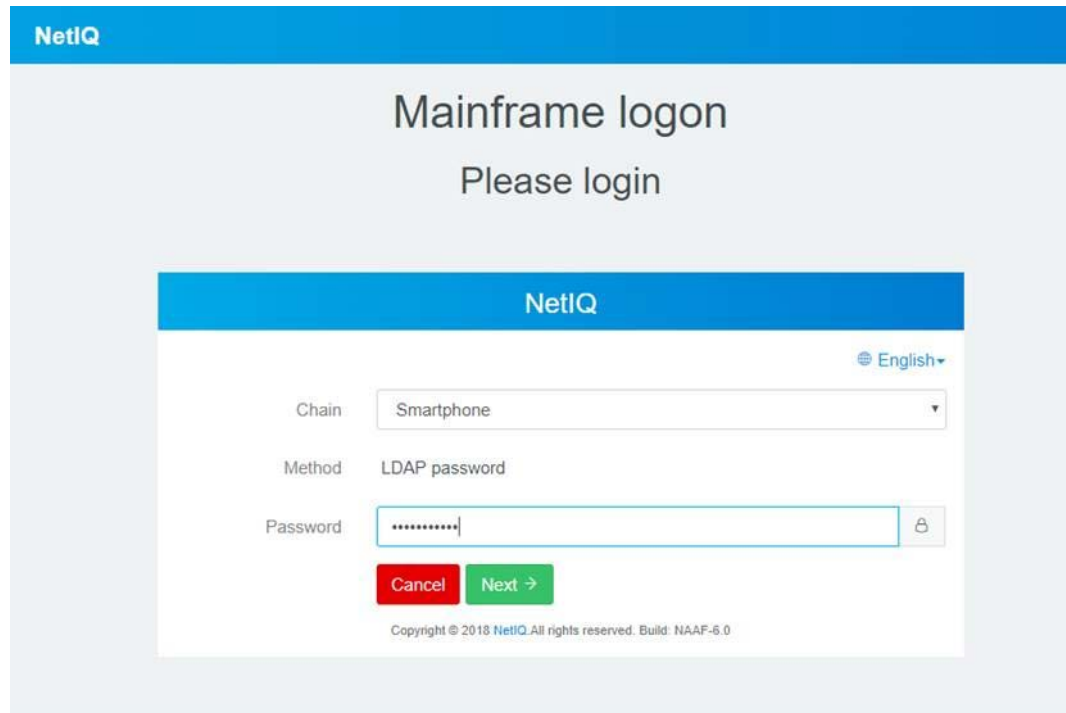 NetIQ
Mainframe logon
Please login
NetIQ
English
Chain Smartphone
Method LDAP password
Password •••••••••••
Cancel Next →
Copyright © 2018 NetIQ.All rights reserved. Build: NAAF-6.0